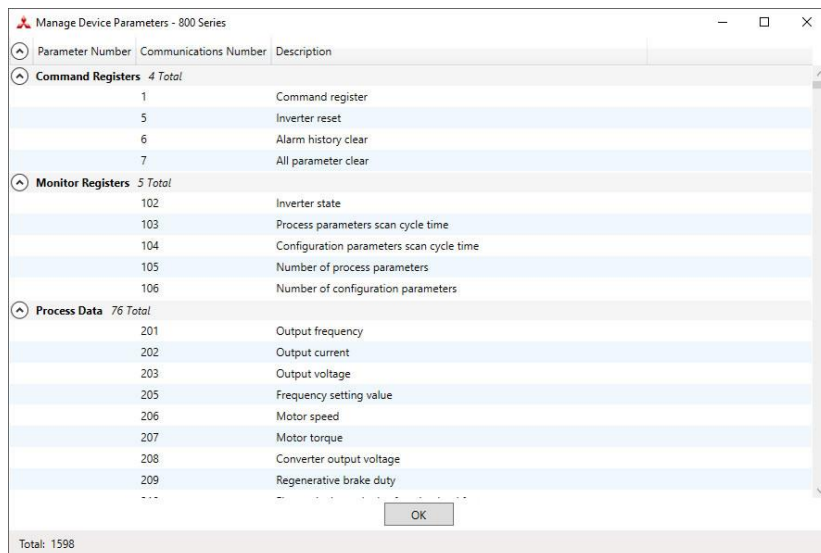 Manage Device Parameters - 800 Series
Parameter Number Communications Number Description
Command Registers 4 Total
1 Command register
5 Inverter reset
6 Alarm history clear
7 All parameter clear
Monitor Registers 5 Total
102 Inverter state
103 Process parameters scan cycle time
104 Configuration parameters scan cycle time
105 Number of process parameters
106 Number of configuration parameters
Process Data 76 Total
201 Output frequency
202 Output current
203 Output voltage
205 Frequency setting value
206 Motor speed
207 Motor torque
208 Converter output voltage
209 Regenerative brake duty
OK
Total: 1598